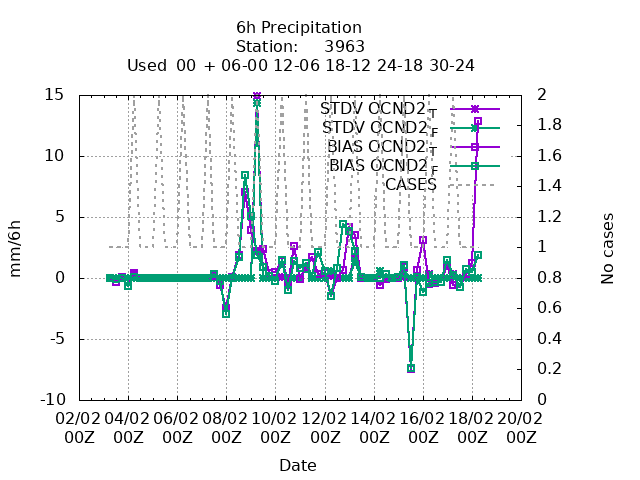 6h Precipitation
Station: 3963
Used 00 + 06-00 12-06 18-12 24-18 30-24
STDV OCND2_T
STDV OCND2_F
BIAS OCND2_T
BIAS OCND2_F
CASES
15
10
5
0
-5
-10
mm/6h
2
1.8
1.6
1.4
1.2
1
0.8
0.6
0.4
0.2
0
No cases
02/02 04/02 06/02 08/02 10/02 12/02 14/02 16/02 18/02 20/02
00Z 00Z 00Z 00Z 00Z 00Z 00Z 00Z 00Z 00Z
Date